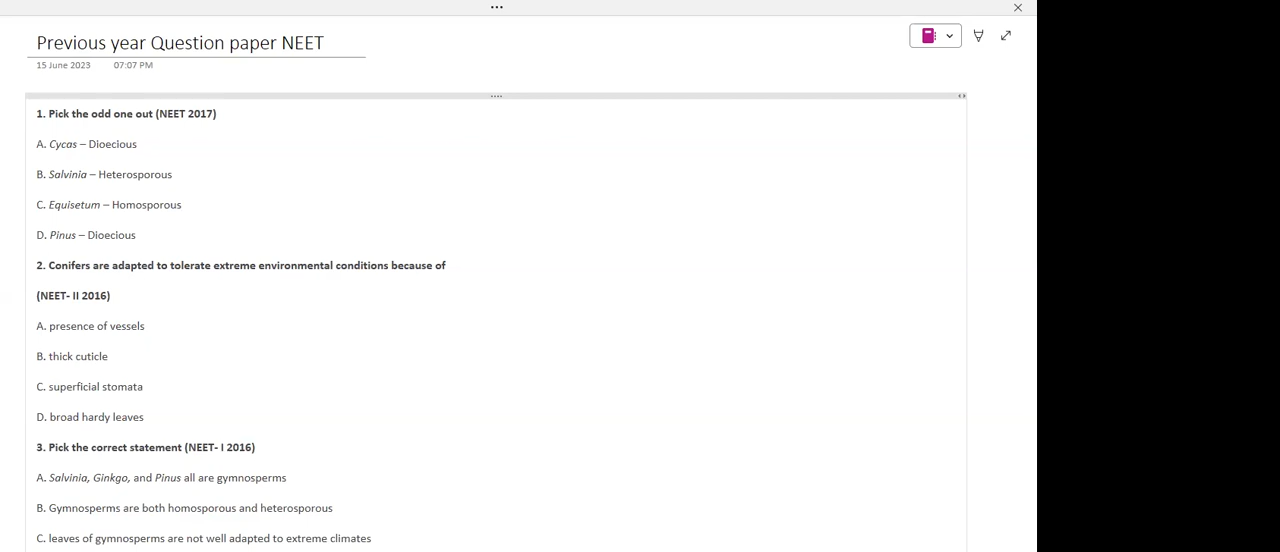 Previous year Question paper NEET
15 June 2023 07:07 PM
1. Pick the odd one out (NEET 2017)
A. Cycas – Dioecious
B. Salvinia – Heterosporous
C. Equisetum – Homosporous
D. Pinus – Dioecious
2. Conifers are adapted to tolerate extreme environmental conditions because of
(NEET- II 2016)
A. presence of vessels
B. thick cuticle
C. superficial stomata
D. broad hardy leaves
3. Pick the correct statement (NEET- I 2016)
A. Salvinia, Ginkgo, and Pinus all are gymnosperms
B. Gymnosperms are both homosporous and heterosporous
C. leaves of gymnosperms are not well adapted to extreme climates